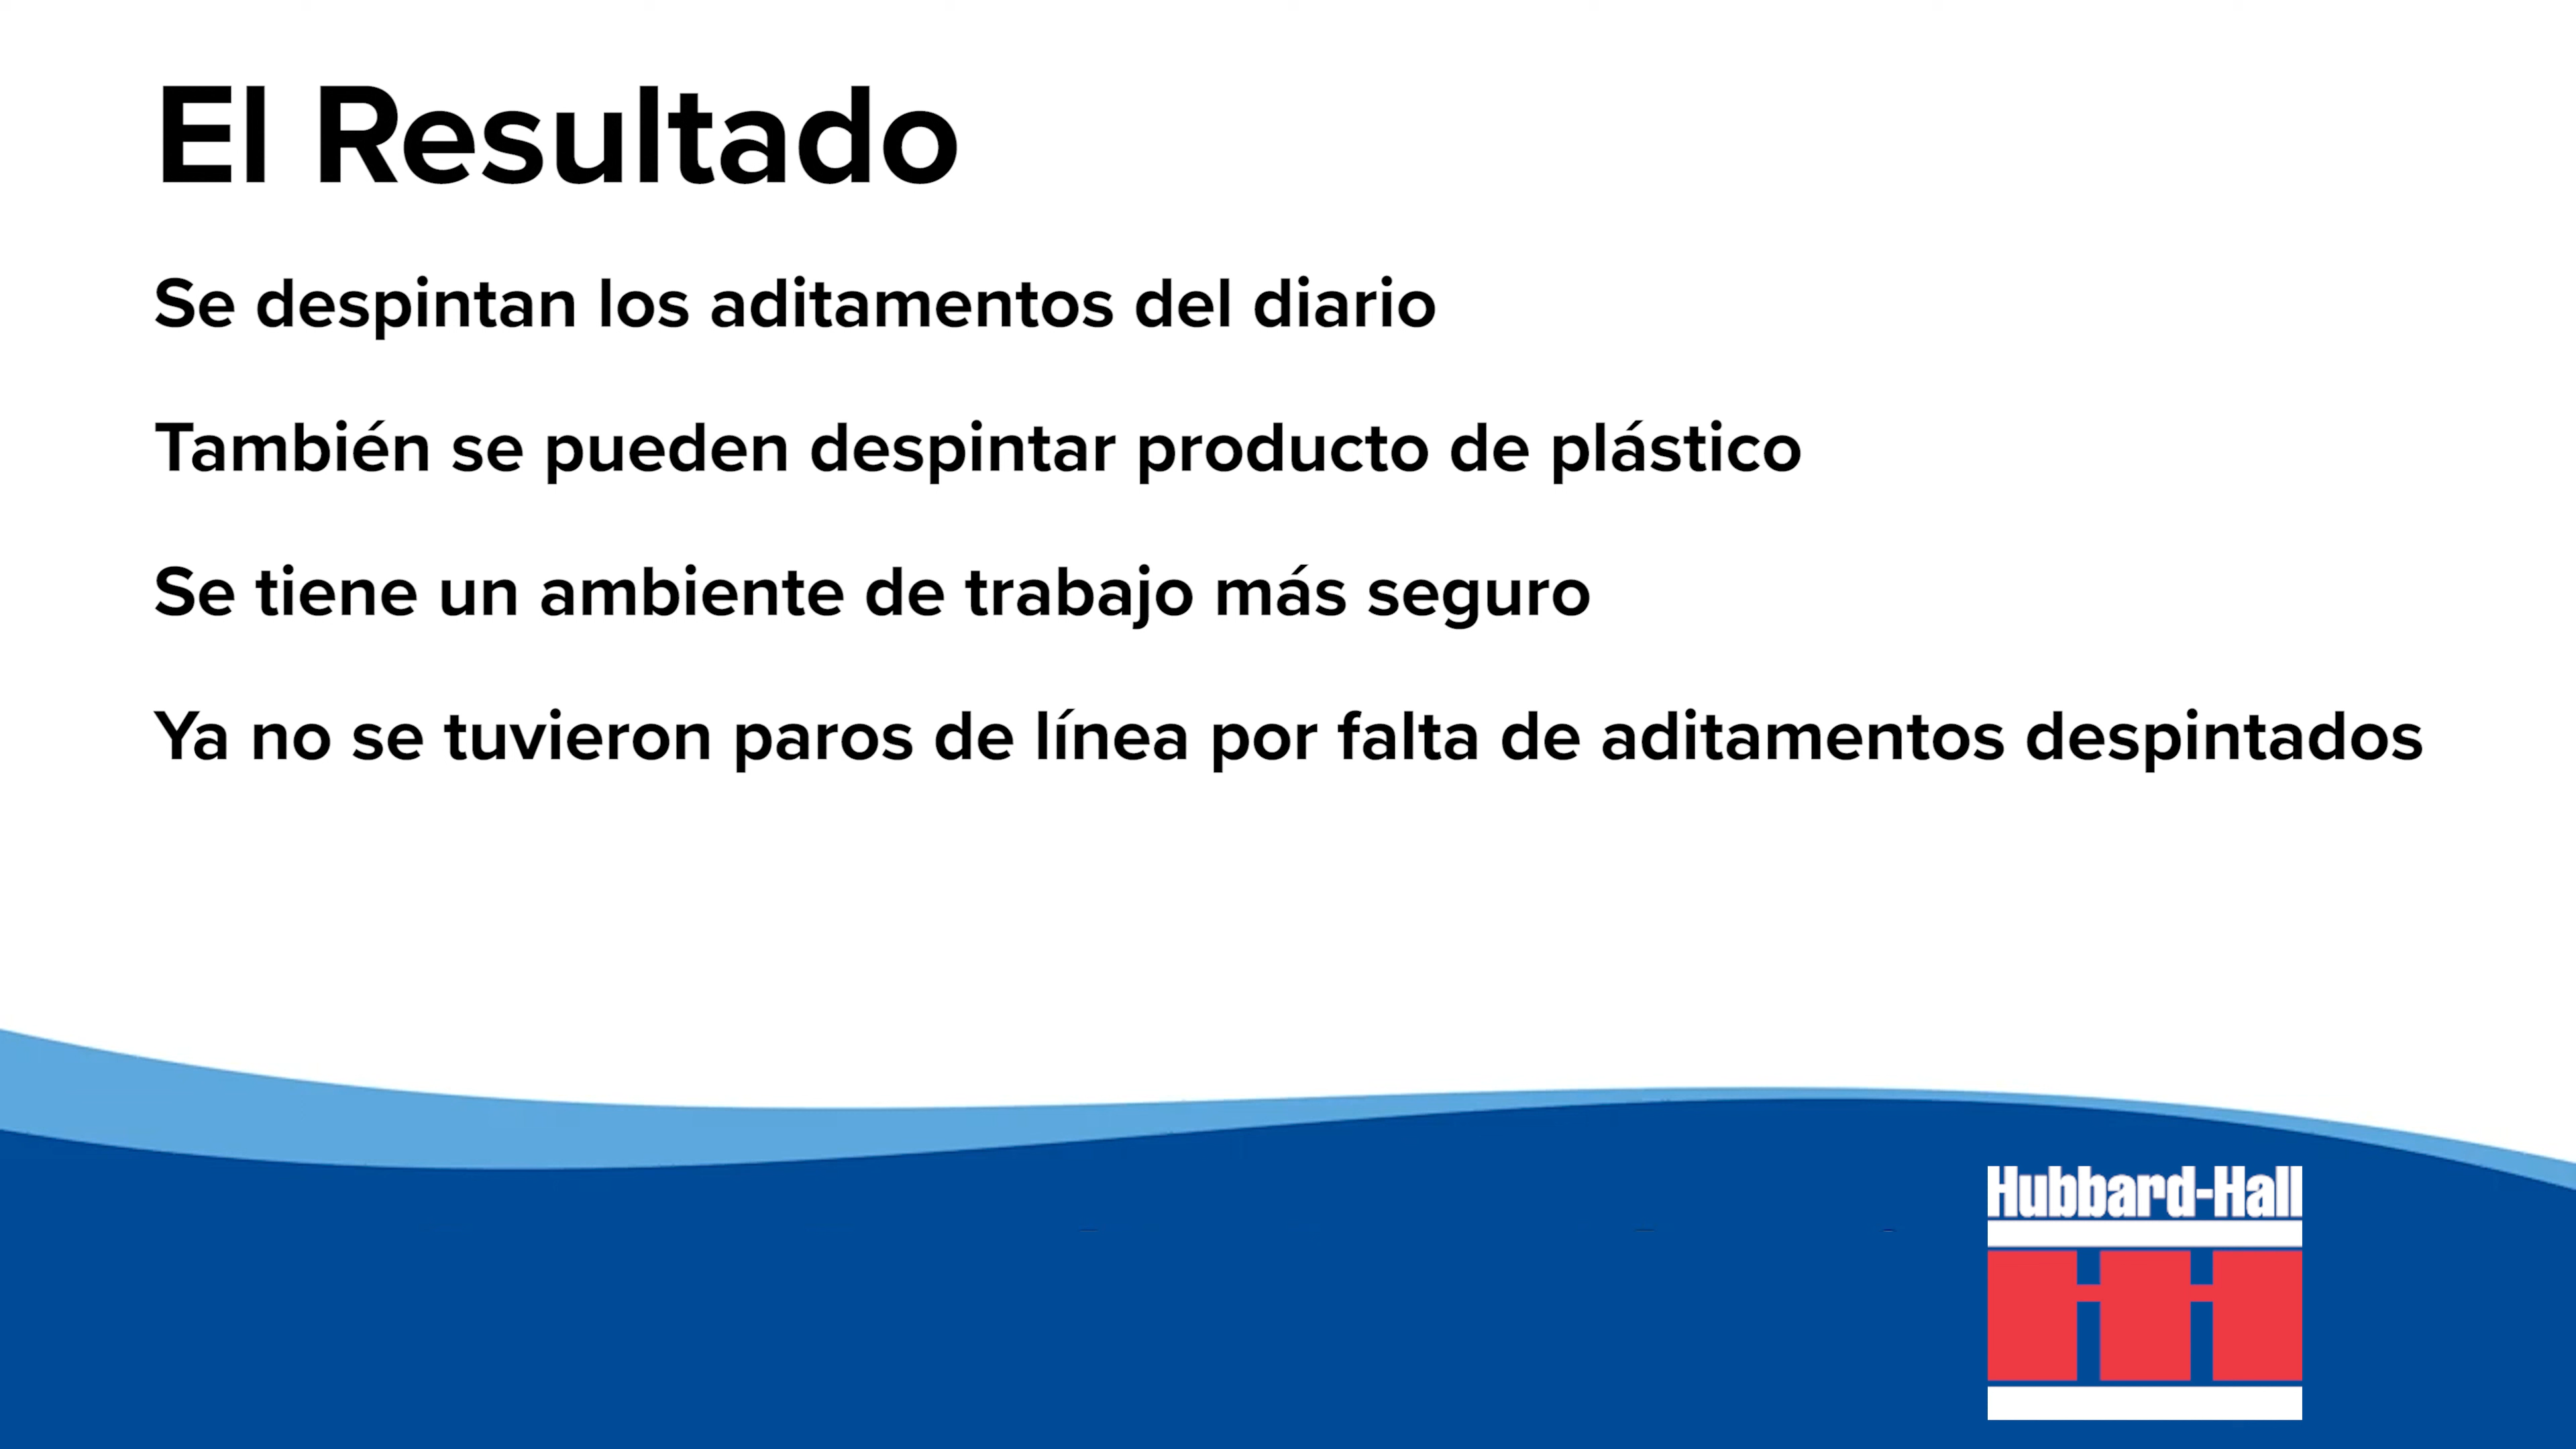 El Resultado
Se despintan los aditamentos del diario
También se pueden despintar producto de plástico
Se tiene un ambiente de trabajo más seguro
Ya no se tuvieron paros de línea por falta de aditamentos despintados
Hubbard-Hall